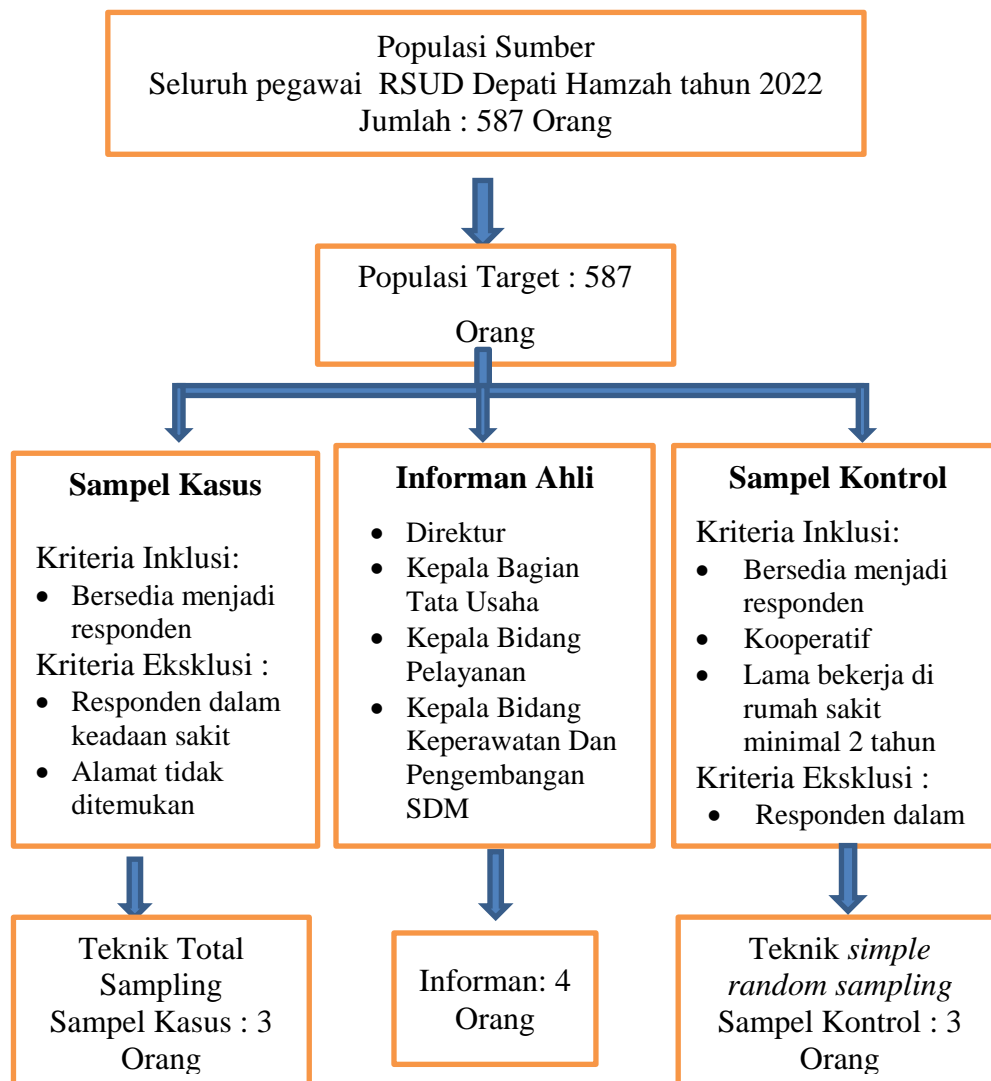 Populasi Sumber
Seluruh pegawai RSUD Depati Hamzah tahun 2022
Jumlah : 587 Orang
Populasi Target : 587
Orang
Sampel Kasus
Kriteria Inklusi:
• Bersedia menjadi
responden
Kriteria Eksklusi :
• Responden dalam
keadaan sakit
• Alamat tidak
ditemukan
Informan Ahli
• Direktur
• Kepala Bagian
Tata Usaha
• Kepala Bidang
Pelayanan
• Kepala Bidang
Keperawatan Dan
Pengembangan
SDM
Sampel Kontrol
Kriteria Inklusi:
• Bersedia menjadi
responden
• Kooperatif
• Lama bekerja di
rumah sakit
minimal 2 tahun
Kriteria Eksklusi :
• Responden dalam
Teknik Total
Sampling
Sampel Kasus : 3
Orang
Informan: 4
Orang
Teknik simple
random sampling
Sampel Kontrol : 3
Orang